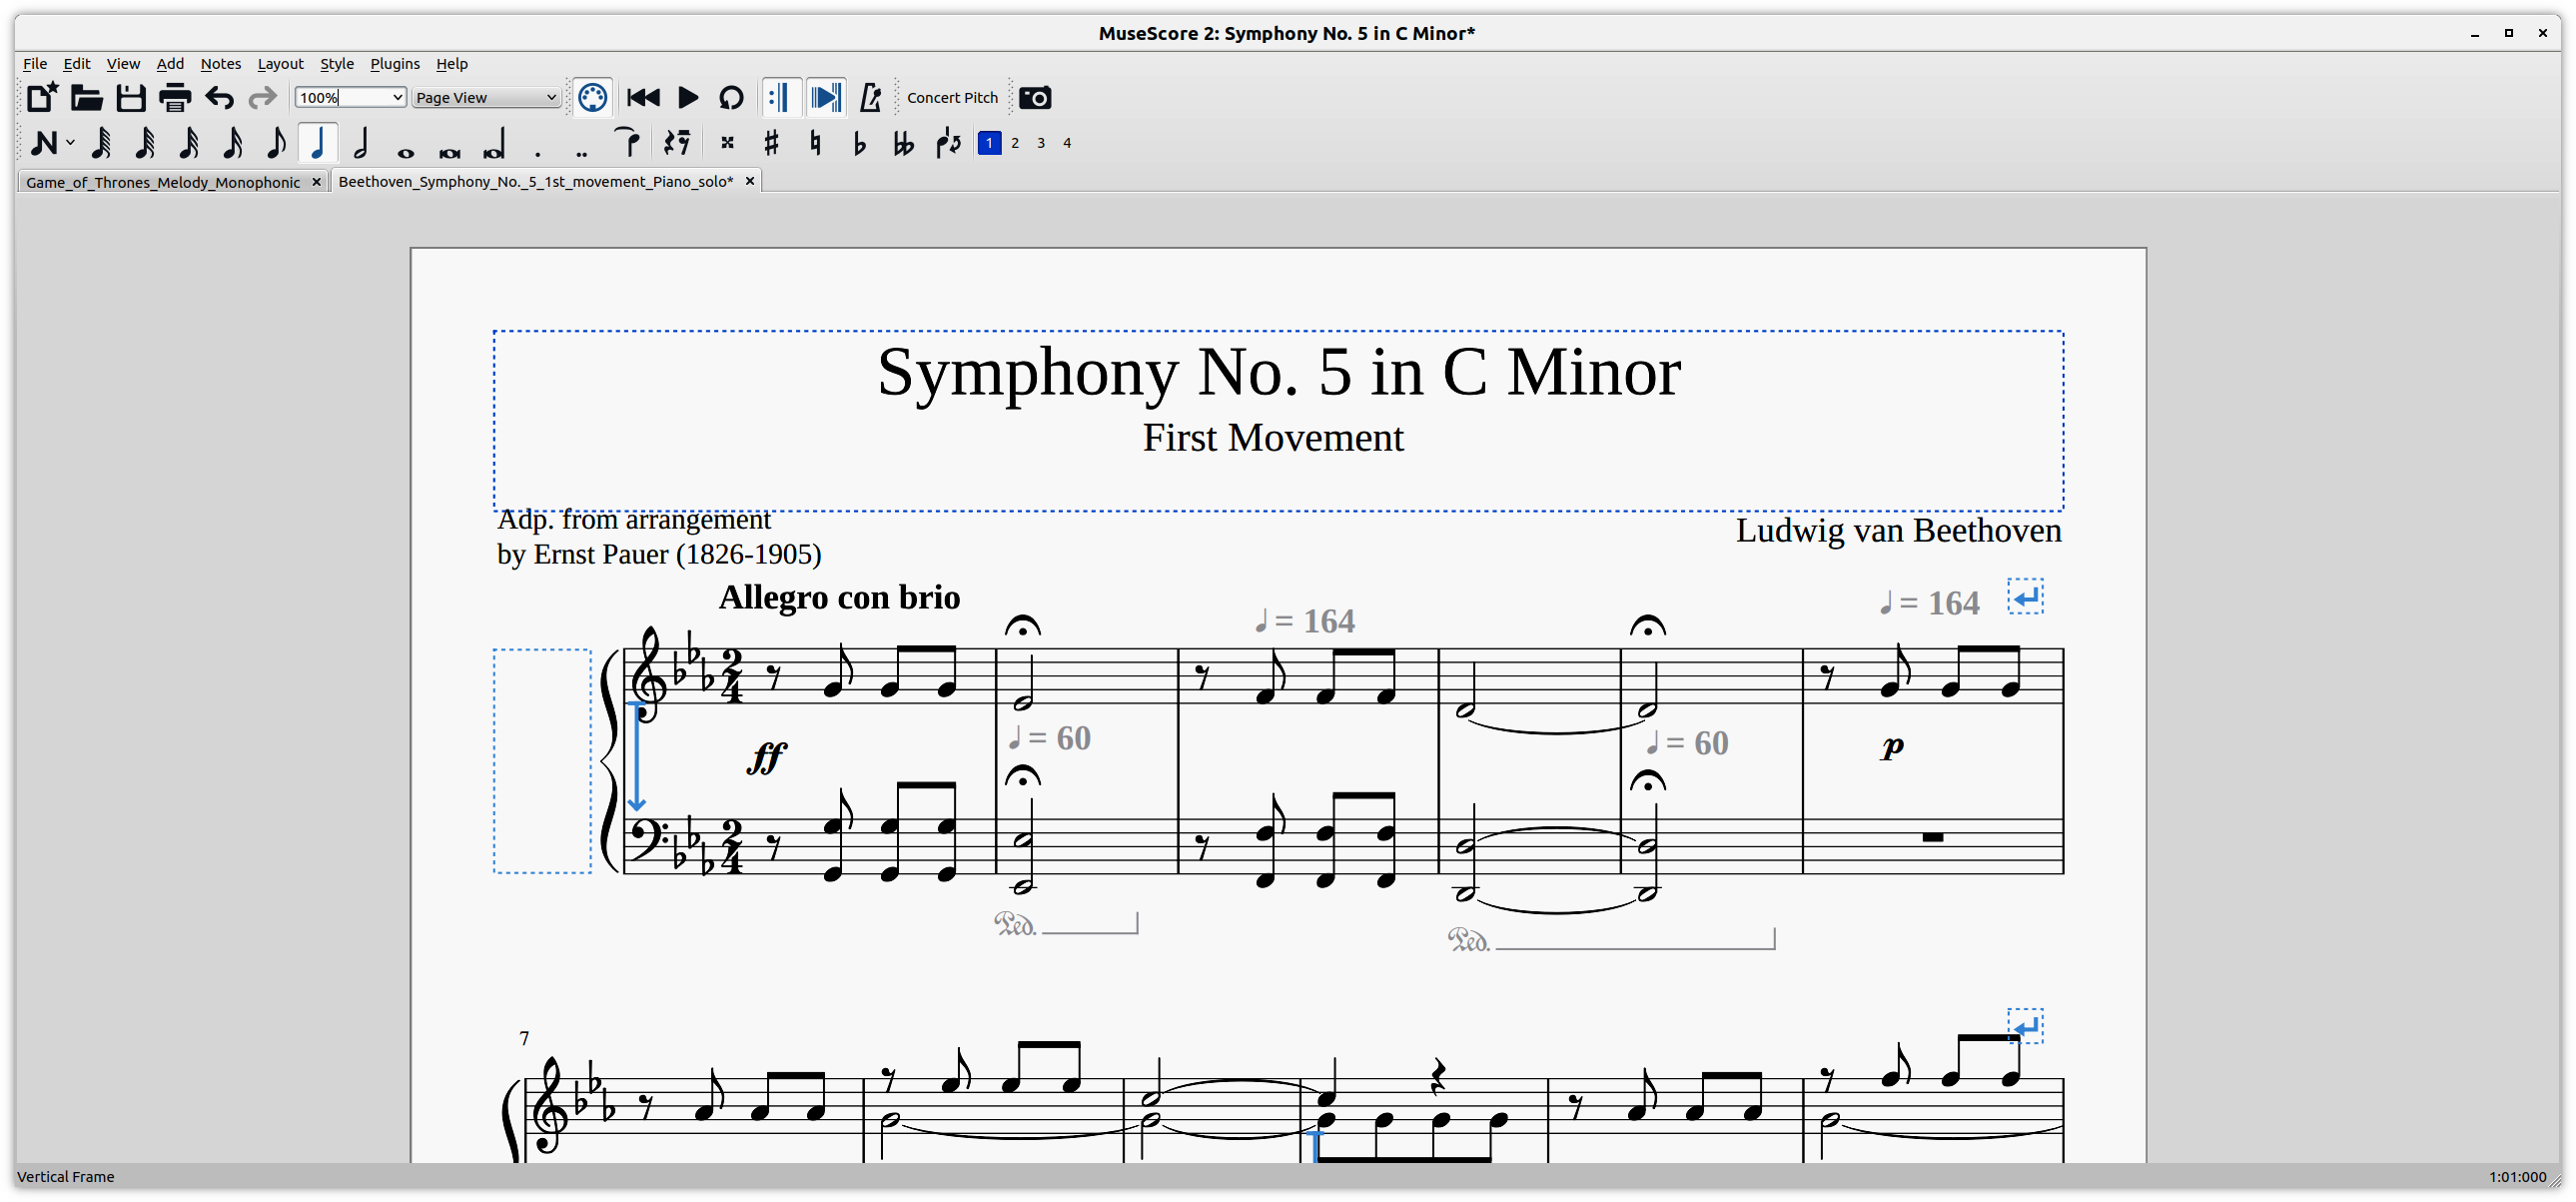 MuseScore 2: Symphony No. 5 in C Minor*
File Edit View Add Notes Layout Style Plugins Help
100% Page View Concert Pitch
1 2 3 4
Game_of_Thrones_Melody_Monophonic Beethoven_Symphony_No._5_1st_movement_Piano_solo*
Symphony No. 5 in C Minor
First Movement
Adp. from arrangement
by Ernst Pauer (1826-1905)
Ludwig van Beethoven
Allegro con brio
= 164
= 164
2
4
= 60
= 60
ff
p
2
4
Ped.
Ped.
7
Vertical Frame
1:01:000